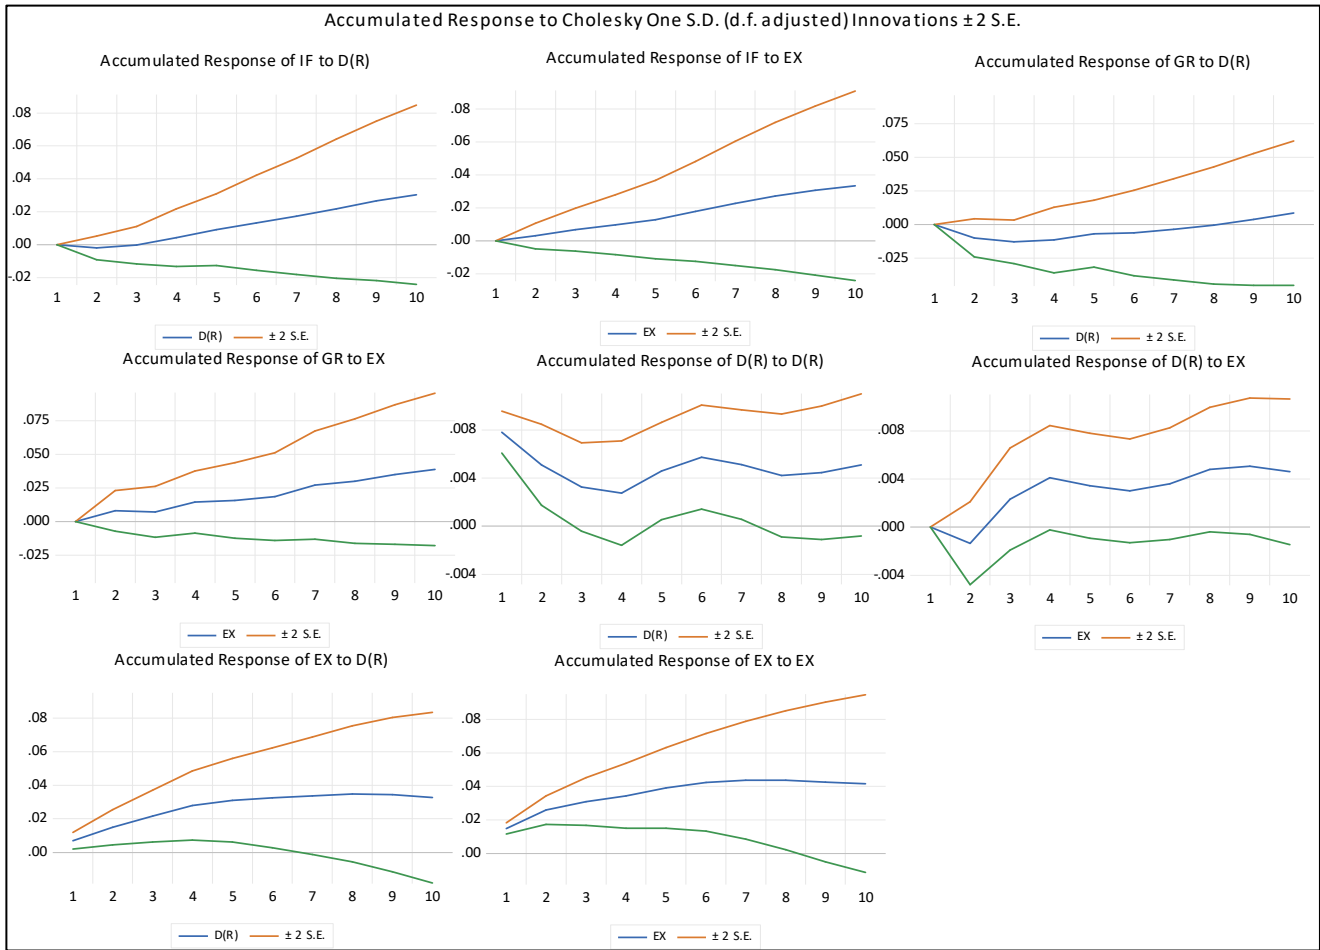 Accumulated Response to Cholesky One S.D. (d.f. adjusted) Innovations ± 2 S.E.
Accumulated Response of IF to D(R)
.08
.06
.04
.02
.00
-.02
1 2 3 4 5 6 7 8 9 10
D(R) ± 2 S.E.
Accumulated Response of IF to EX
.08
.06
.04
.02
.00
-.02
1 2 3 4 5 6 7 8 9 10
EX ± 2 S.E.
Accumulated Response of GR to D(R)
.075
.050
.025
.000
-.025
1 2 3 4 5 6 7 8 9 10
D(R) ± 2 S.E.
Accumulated Response of GR to EX
.075
.050
.025
.000
-.025
1 2 3 4 5 6 7 8 9 10
EX ± 2 S.E.
Accumulated Response of D(R) to D(R)
.008
.004
.000
-.004
1 2 3 4 5 6 7 8 9 10
D(R) ± 2 S.E.
Accumulated Response of D(R) to EX
.008
.004
.000
-.004
1 2 3 4 5 6 7 8 9 10
EX ± 2 S.E.
Accumulated Response of EX to D(R)
.08
.06
.04
.02
.00
1 2 3 4 5 6 7 8 9 10
D(R) ± 2 S.E.
Accumulated Response of EX to EX
.08
.06
.04
.02
.00
1 2 3 4 5 6 7 8 9 10
EX ± 2 S.E.